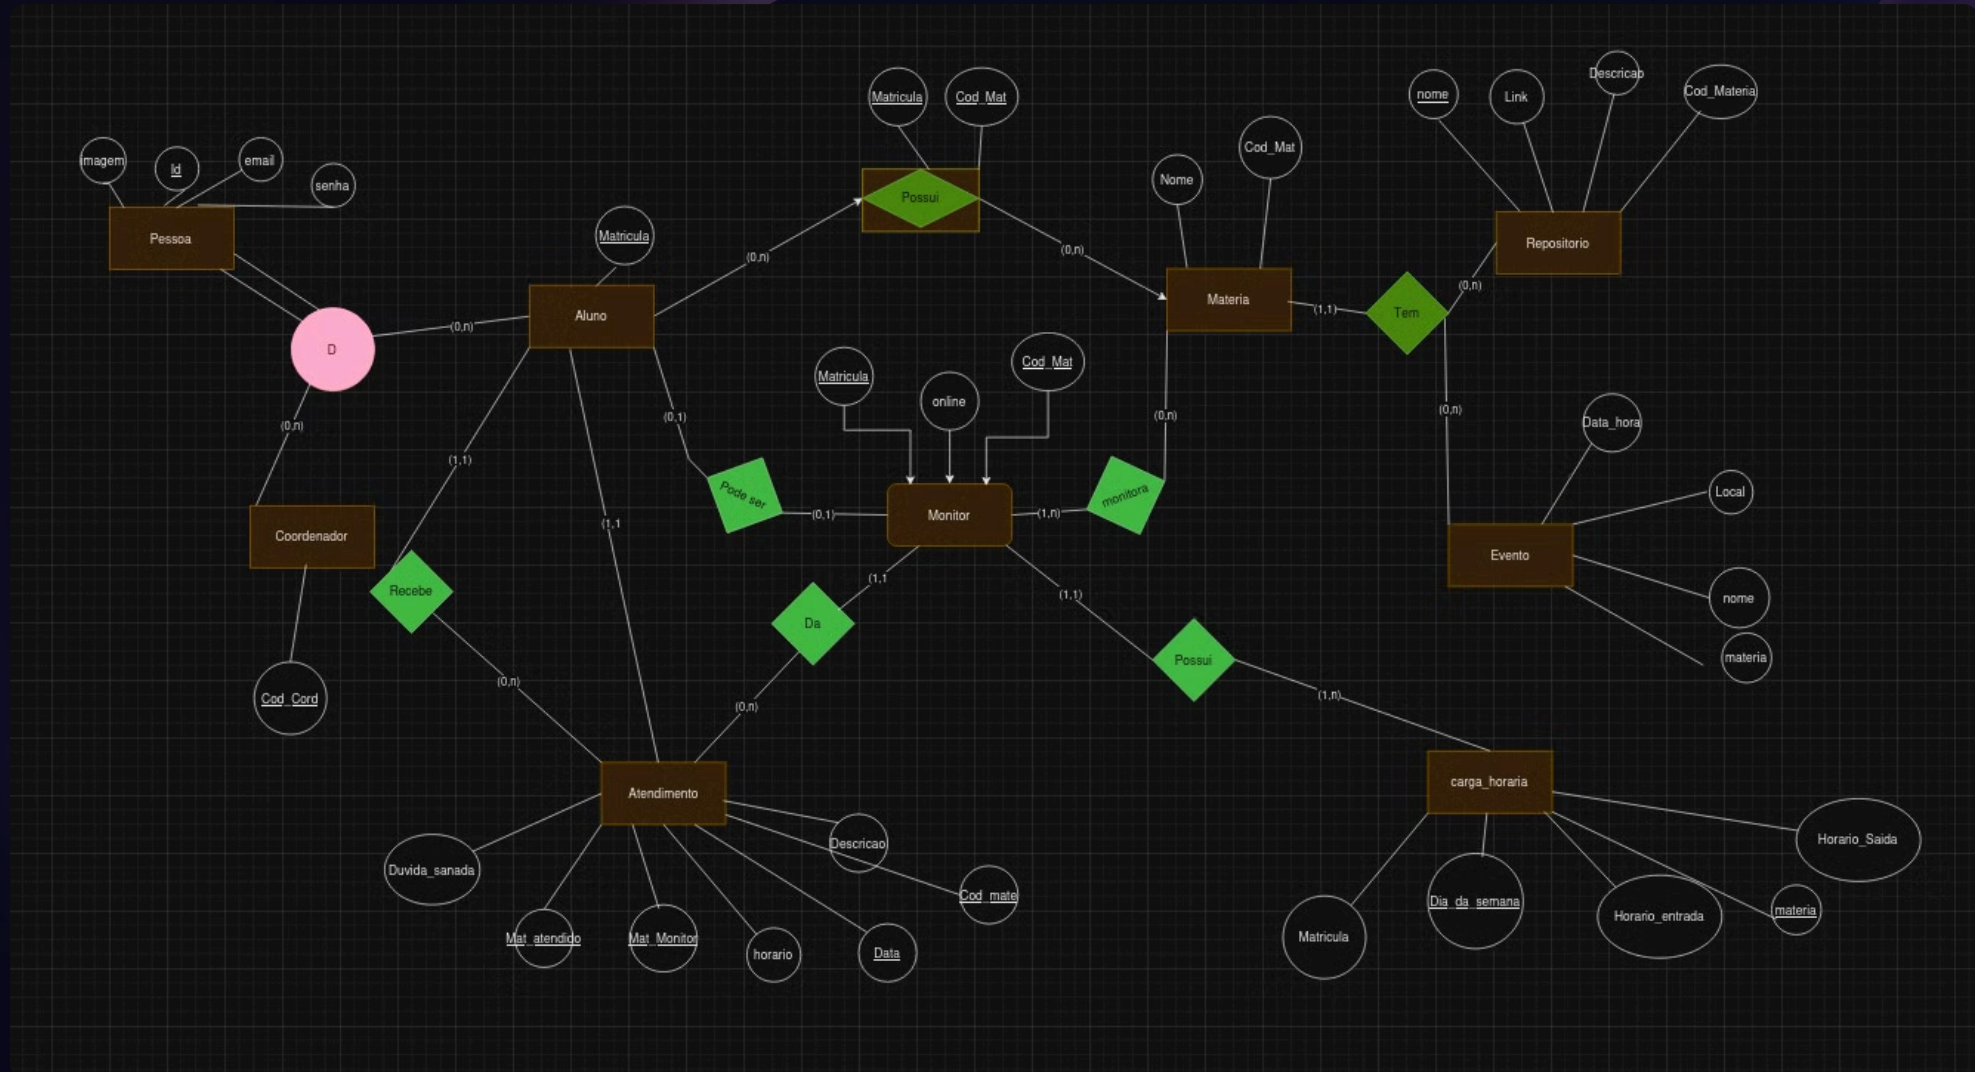 Descricao
nome
Link
Cod_Materia
Matricula
Cod_Mat
Cod_Mat
imagem
Id
email
senha
Nome
Possui
Pessoa
Matricula
Repositorio
(0,n)
(0,n)
(0,n)
Materia
(1,1)
Tem
Aluno
(0,n)
D
Matricula
online
Cod_Mat
(0,1)
(0,n)
(0,n)
Data_hora
(0,n)
(1,1)
Pode ser
(0,1)
Monitor
(1,n)
monitora
Local
Coordenador
(1,1
Evento
Recebe
(1,1
(1,1)
nome
Da
Possui
materia
(0,n)
Cod_Cord
(0,n)
(1,n)
Atendimento
carga_horaria
Duvida_sanada
Descricao
Horario_Saida
Cod_mate
Dia_da_semana
materia
Horario_entrada
Mat_atendido
Mat_Monitor
horario
Data
Matricula